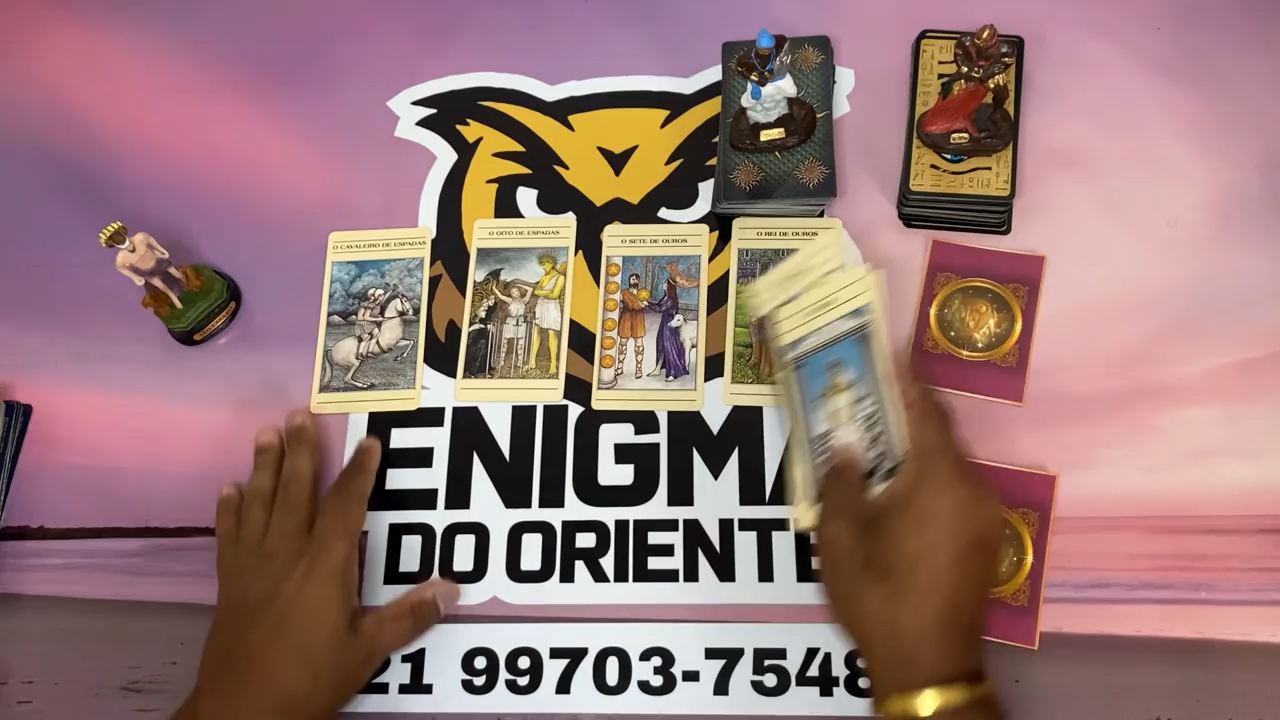 O CAVALEIRO DE ESPADAS
O OITO DE ESPADAS
O SETE DE OUROS
O REI DE OUROS
ENIGMA
DO ORIENTE
21 99703-7548